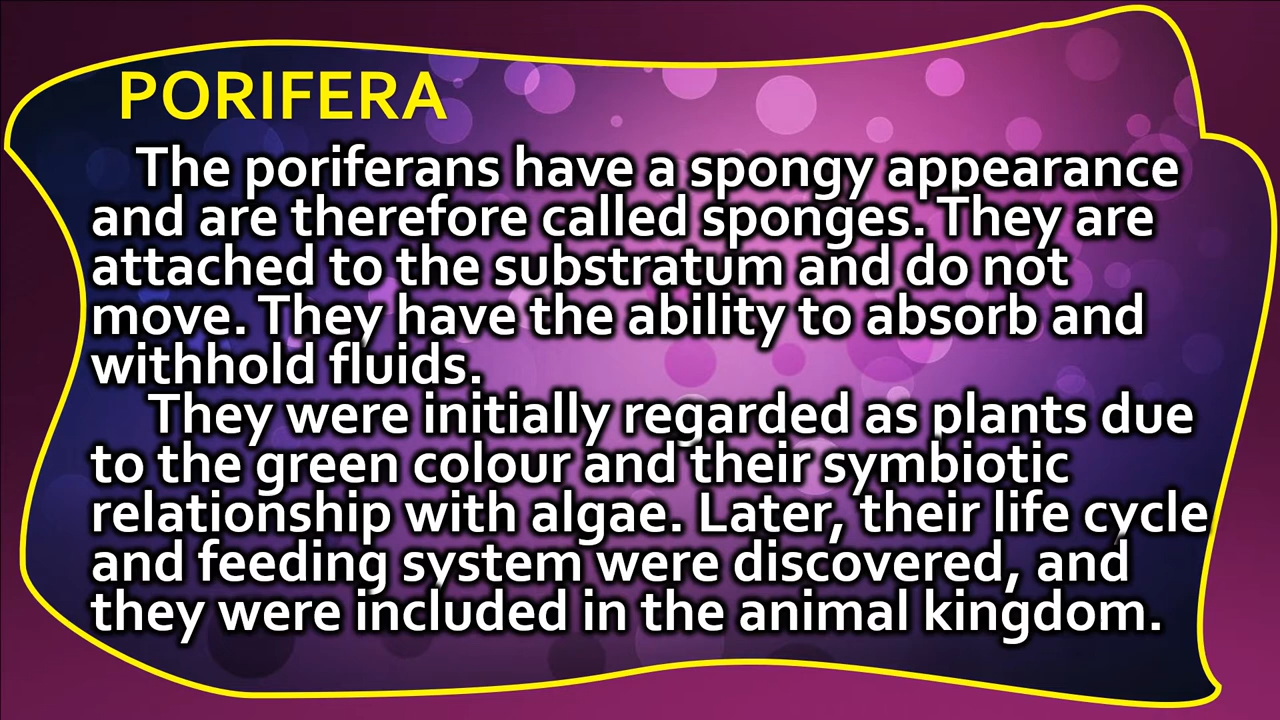 PORIFERA
The poriferans have a spongy appearance
and are therefore called sponges. They are
attached to the substratum and do not
move. They have the ability to absorb and
withhold fluids.
They were initially regarded as plants due
to the green colour and their symbiotic
relationship with algae. Later, their life cycle
and feeding system were discovered, and
they were included in the animal kingdom.